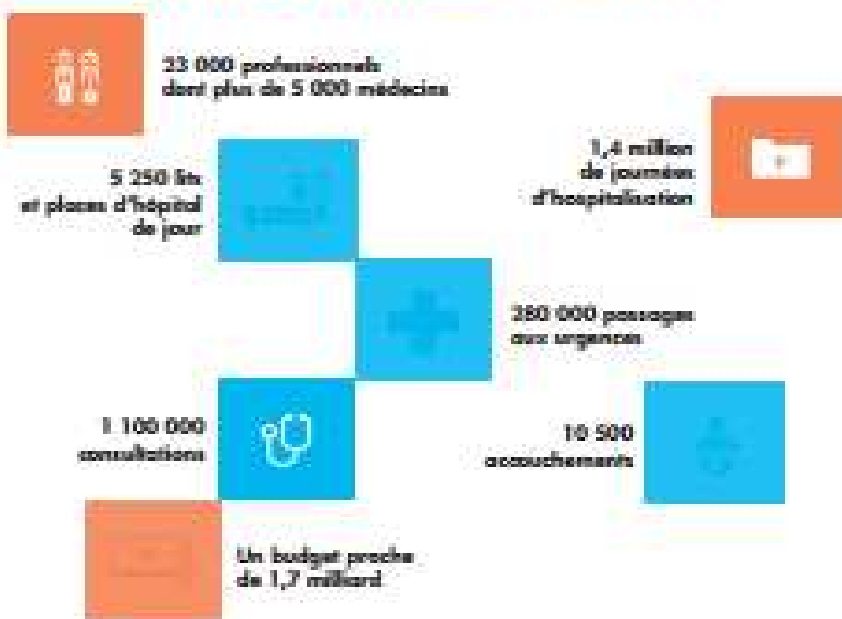 23 000 professionnels
dont plus de 5 000 médecins
5 250 lits
et places d'hôpital
de jour
1,4 million
de journées
d'hospitalisation
280 000 passages
aux urgences
1 100 000
consultations
10 500
accouchements
Un budget proche
de 1,7 milliard